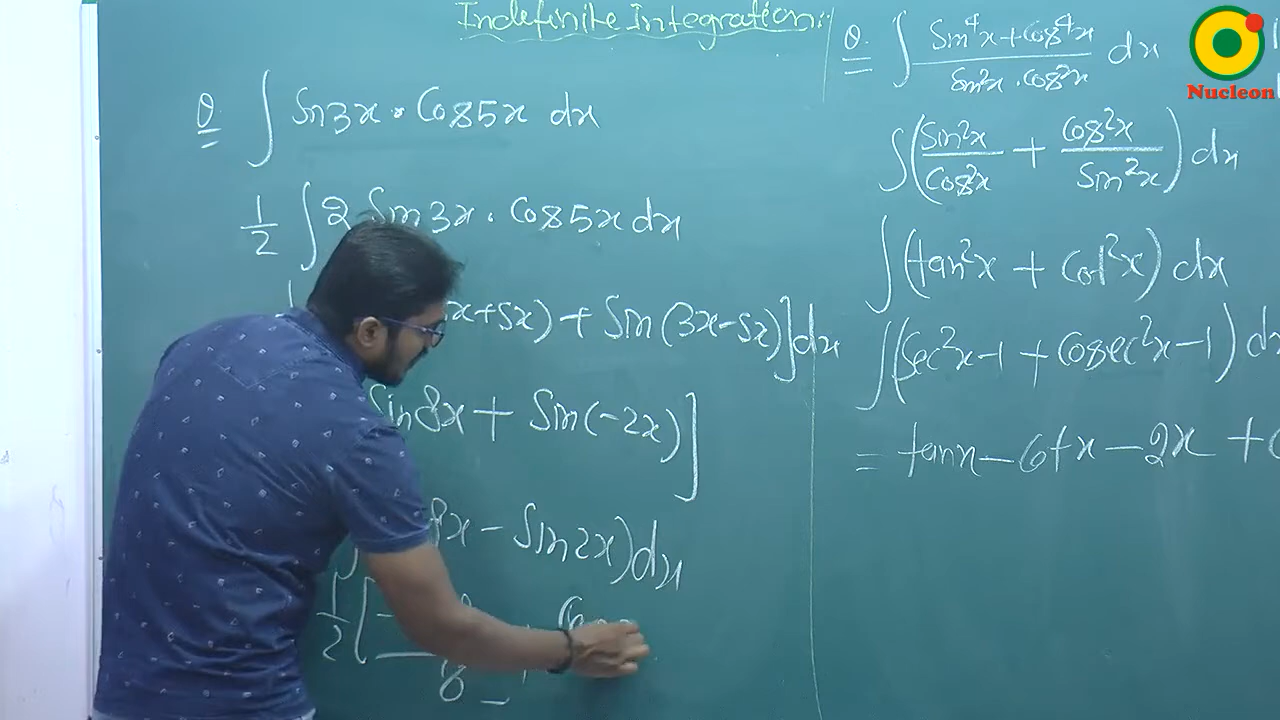 Indefinite Integration:
Q. ∫ Sin3x · Cos5x dx
1/2 ∫ 2 Sin3x · Cos5x dx
x+5x) + Sin(3x-5x)] dx
Sin8x + Sin(-2x)]
8x - Sin2x) dx
1/2 [ - 8
Q. ∫ (Sin⁴x + Cos⁴x)/(Sin²x · Cos²x) dx
∫ (Sin²x/Cos²x + Cos²x/Sin²x) dx
∫ (tan²x + Cot²x) dx
∫ (Sec²x-1 + Cosec²x-1) dx
= tanx - Cotx - 2x +
Nucleon